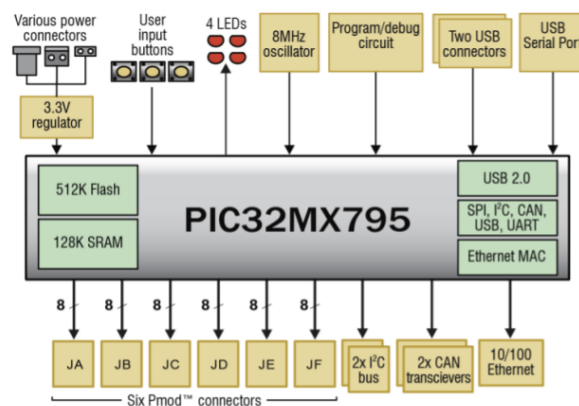 Various power
connectors
User
input
buttons
4 LEDs
8MHz
oscillator
Program/debug
circuit
Two USB
connectors
USB
Serial Port
3.3V
regulator
512K Flash
128K SRAM
PIC32MX795
USB 2.0
SPI, I²C, CAN,
USB, UART
Ethernet MAC
8
8
8
8
8
8
JA
JB
JC
JD
JE
JF
2x I²C
bus
2x CAN
transcievers
10/100
Ethernet
Six Pmod™ connectors